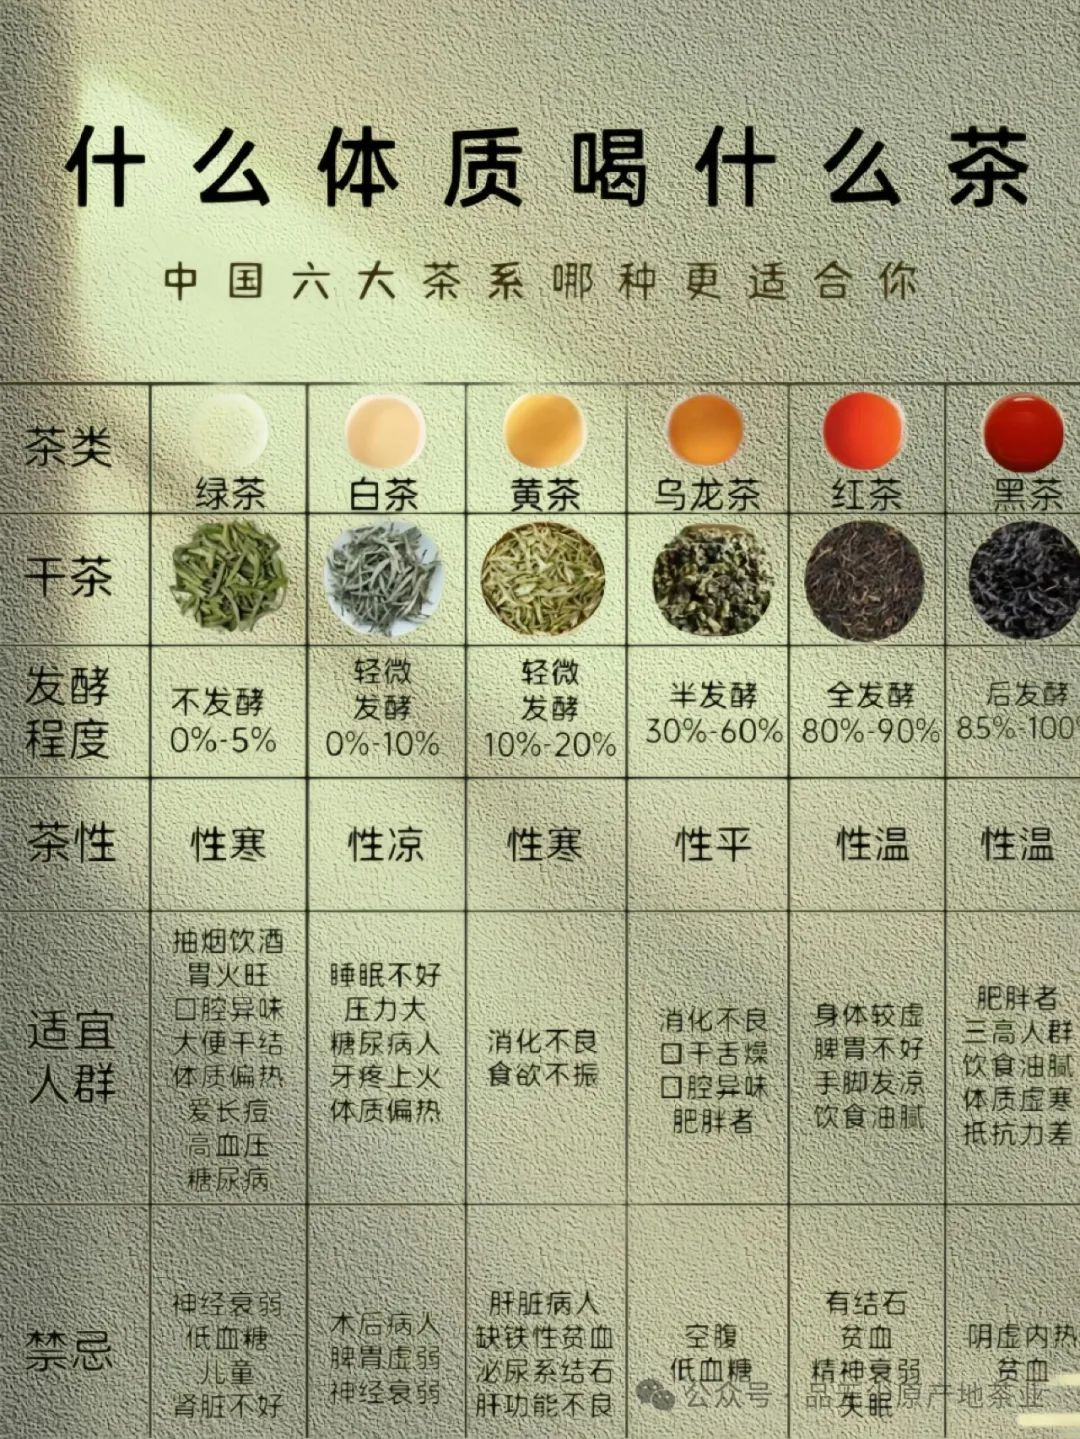 什么体质喝什么茶
中国六大茶系哪种更适合你
茶类
绿茶
白茶
黄茶
乌龙茶
红茶
黑茶
干茶
发酵
程度
不发酵
0%-5%
轻微
发酵
0%-10%
轻微
发酵
10%-20%
半发酵
30%-60%
全发酵
80%-90%
后发酵
85%-100%
茶性
性寒
性凉
性寒
性平
性温
性温
适宜
人群
抽烟饮酒
胃火旺
口腔异味
大便干结
体质偏热
爱长痘
高血压
糖尿病
睡眠不好
压力大
糖尿病人
牙疼上火
体质偏热
消化不良
食欲不振
消化不良
口干舌燥
口腔异味
肥胖者
身体较虚
脾胃不好
手脚发凉
饮食油腻
肥胖者
三高人群
饮食油腻
体质虚寒
抵抗力差
禁忌
神经衰弱
低血糖
儿童
肾脏不好
木后病人
脾胃虚弱
神经衰弱
肝脏病人
缺铁性贫血
泌尿系结石
肝功能不良
空腹
低血糖
有结石
贫血
精神衰弱
失眠
阴虚内热
贫血
公众号·品 原产地茶业